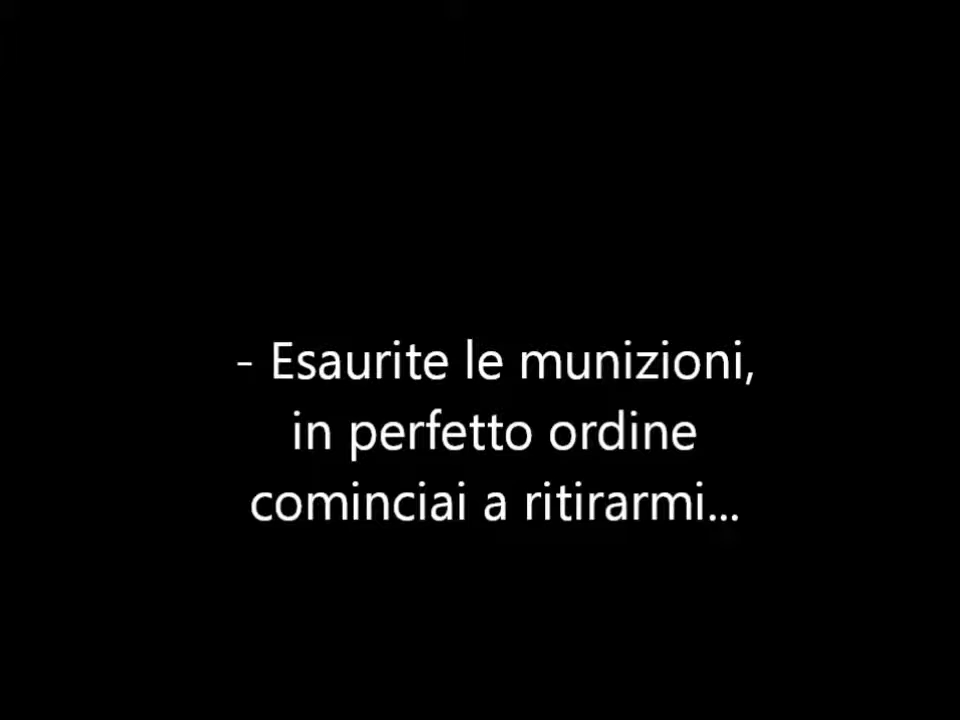 - Esaurite le munizioni,
in perfetto ordine
cominciai a ritirarmi...